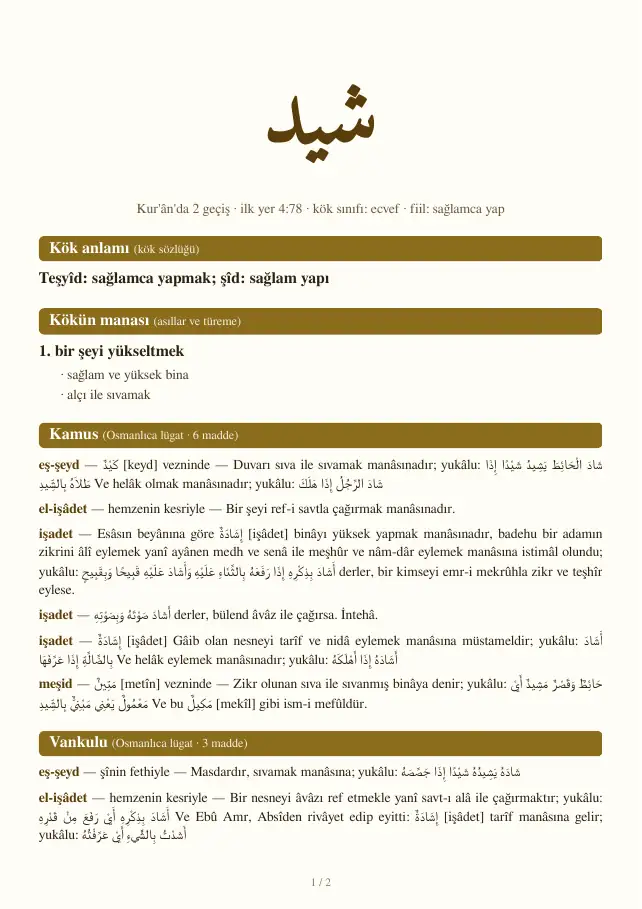 شيد
Kur'ân'da 2 geçiş · ilk yer 4:78 · kök sınıfı: ecvef · fiil: sağlamca yap
Kök anlamı (kök sözlüğü)
Teşyîd: sağlamca yapmak; şîd: sağlam yapı
Kökün manası (asıllar ve türeme)
1. bir şeyi yükseltmek
· sağlam ve yüksek bina
· alçı ile sıvamak
Kamus (Osmanlıca lügat · 6 madde)
eş-şeyd — كَيْدٌ [keyd] vezninde — Duvarı sıva ile sıvamak manâsınadır; yukâlu: شَادَ الْحَائِطَ يَشِيدُ شَيْدًا إِذَا
طَلَاهُ بِالشِّيدِ Ve helâk olmak manâsınadır; yukâlu: شَادَ الرَّجُلُ إِذَا هَلَكَ
el-işâdet — hemzenin kesriyle — Bir şeyi ref-i savtla çağırmak manâsınadır.
işadet — Esâsın beyânına göre إِشَادَةٌ [işâdet] binâyı yüksek yapmak manâsınadır, badehu bir adamın
zikrini âlî eylemek yanî ayânen medh ve senâ ile meşhûr ve nâm-dâr eylemek manâsına istimâl olundu;
yukâlu: أَشَادَ بِذِكْرِهِ إِذَا رَفَعَهُ بِالثَّنَاءِ عَلَيْهِ وَأَشَادَ عَلَيْهِ قَبِيحًا وَبِقَبِيحٍ derler, bir kimseyi emr-i mekrûhla zikr ve teşhîr
eylese.
işadet — أَشَادَ صَوْتَهُ وَبِصَوْتِهِ derler, bülend âvâz ile çağırsa. İntehâ.
işadet — إِشَادَةٌ [işâdet] Gâib olan nesneyi tarîf ve nidâ eylemek manâsına müstameldir; yukâlu: أَشَادَ
بِالضَّالَّةِ إِذَا عَرَّفَهَا Ve helâk eylemek manâsınadır; yukâlu: أَشَادَهُ إِذَا أَهْلَكَهُ
meşid — مَتِينٌ [metîn] vezninde — Zikr olunan sıva ile sıvanmış binâya denir; yukâlu: حَائِطٌ وَقَصْرٌ مَشِيدٌ أَيْ
مَعْمُولٌ يَعْنِي مَبْنِيٌّ بِالشِّيدِ Ve bu مَكِيلٌ [mekîl] gibi ism-i mefûldür.
Vankulu (Osmanlıca lügat · 3 madde)
eş-şeyd — şînin fethiyle — Masdardır, sıvamak manâsına; yukâlu: شَادَهُ يَشِيدُهُ شَيْدًا إِذَا جَصَّصَهُ
el-işâdet — hemzenin kesriyle — Bir nesneyi âvâzı ref etmekle yanî savt-ı alâ ile çağırmaktır; yukâlu:
أَشَادَ بِذِكْرِهِ أَيْ رَفَعَ مِنْ قَدْرِهِ Ve Ebû Amr, Absîden rivâyet edip eyitti: إِشَادَةٌ [işâdet] tarîf manâsına gelir;
yukâlu: أَشَدْتُ بِالشَّيْءِ أَيْ عَرَّفْتُهُ
1 / 2